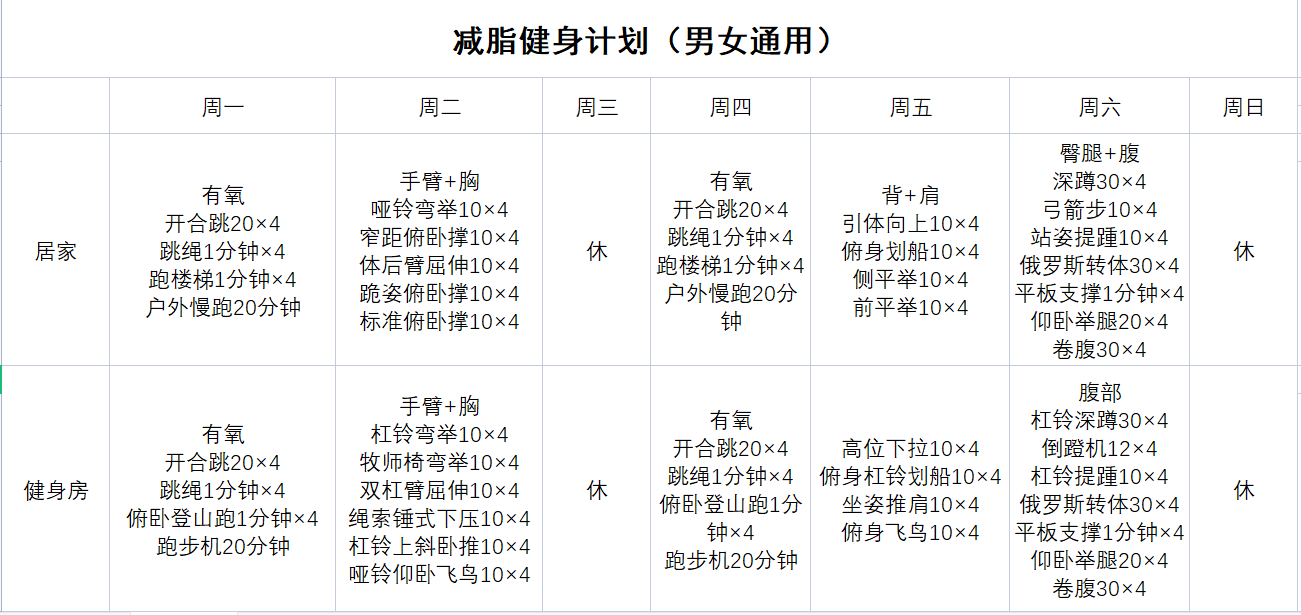 减脂健身计划（男女通用）
周一
周二
周三
周四
周五
周六
周日
居家
有氧
开合跳20×4
跳绳1分钟×4
跑楼梯1分钟×4
户外慢跑20分钟
手臂+胸
哑铃弯举10×4
窄距俯卧撑10×4
体后臂屈伸10×4
跪姿俯卧撑10×4
标准俯卧撑10×4
休
有氧
开合跳20×4
跳绳1分钟×4
跑楼梯1分钟×4
户外慢跑20分
钟
背+肩
引体向上10×4
俯身划船10×4
侧平举10×4
前平举10×4
臀腿+腹
深蹲30×4
弓箭步10×4
站姿提踵10×4
俄罗斯转体30×4
平板支撑1分钟×4
仰卧举腿20×4
卷腹30×4
休
健身房
有氧
开合跳20×4
跳绳1分钟×4
俯卧登山跑1分钟×4
跑步机20分钟
手臂+胸
杠铃弯举10×4
牧师椅弯举10×4
双杠臂屈伸10×4
绳索锤式下压10×4
杠铃上斜卧推10×4
哑铃仰卧飞鸟10×4
休
有氧
开合跳20×4
跳绳1分钟×4
俯卧登山跑1分
钟×4
跑步机20分钟
高位下拉10×4
俯身杠铃划船10×4
坐姿推肩10×4
俯身飞鸟10×4
腹部
杠铃深蹲30×4
倒蹬机12×4
杠铃提踵10×4
俄罗斯转体30×4
平板支撑1分钟×4
仰卧举腿20×4
卷腹30×4
休